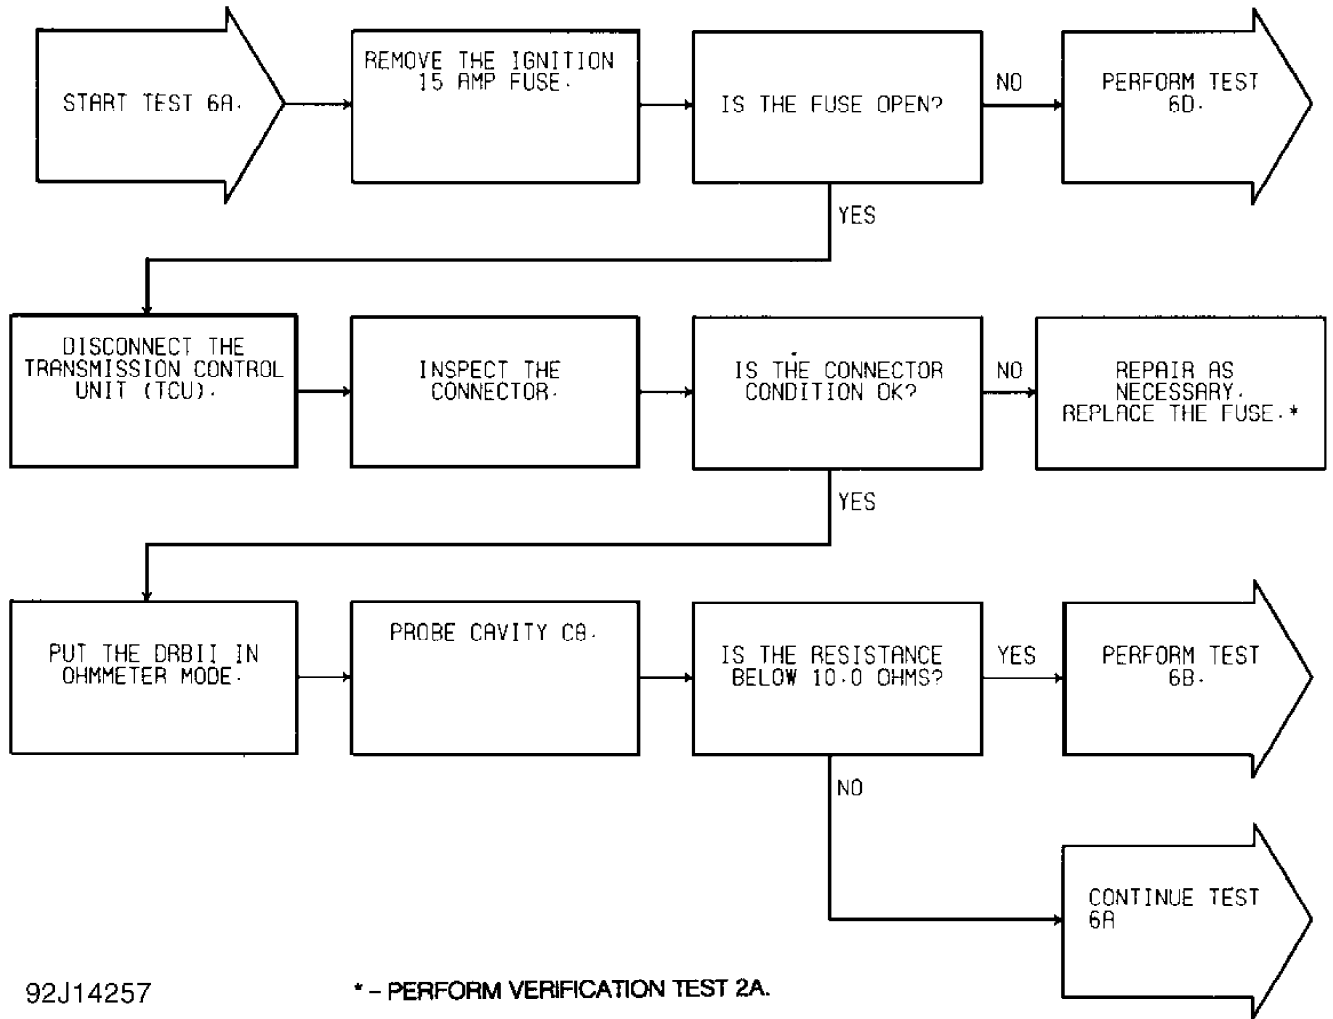 START TEST 6A.
REMOVE THE IGNITION
15 AMP FUSE.
IS THE FUSE OPEN?
NO
PERFORM TEST
6D.
YES
DISCONNECT THE
TRANSMISSION CONTROL
UNIT (TCU).
INSPECT THE
CONNECTOR.
IS THE CONNECTOR
CONDITION OK?
NO
REPAIR AS
NECESSARY.
REPLACE THE FUSE.*
YES
PUT THE DRBII IN
OHMMETER MODE.
PROBE CAVITY C8.
IS THE RESISTANCE
BELOW 10.0 OHMS?
YES
PERFORM TEST
6B.
NO
CONTINUE TEST
6A
92J14257
* – PERFORM VERIFICATION TEST 2A.